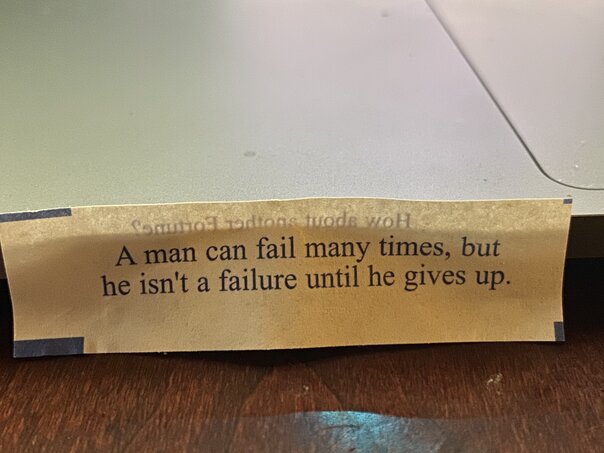 How about another Fortune?
A man can fail many times, but
he isn't a failure until he gives up.